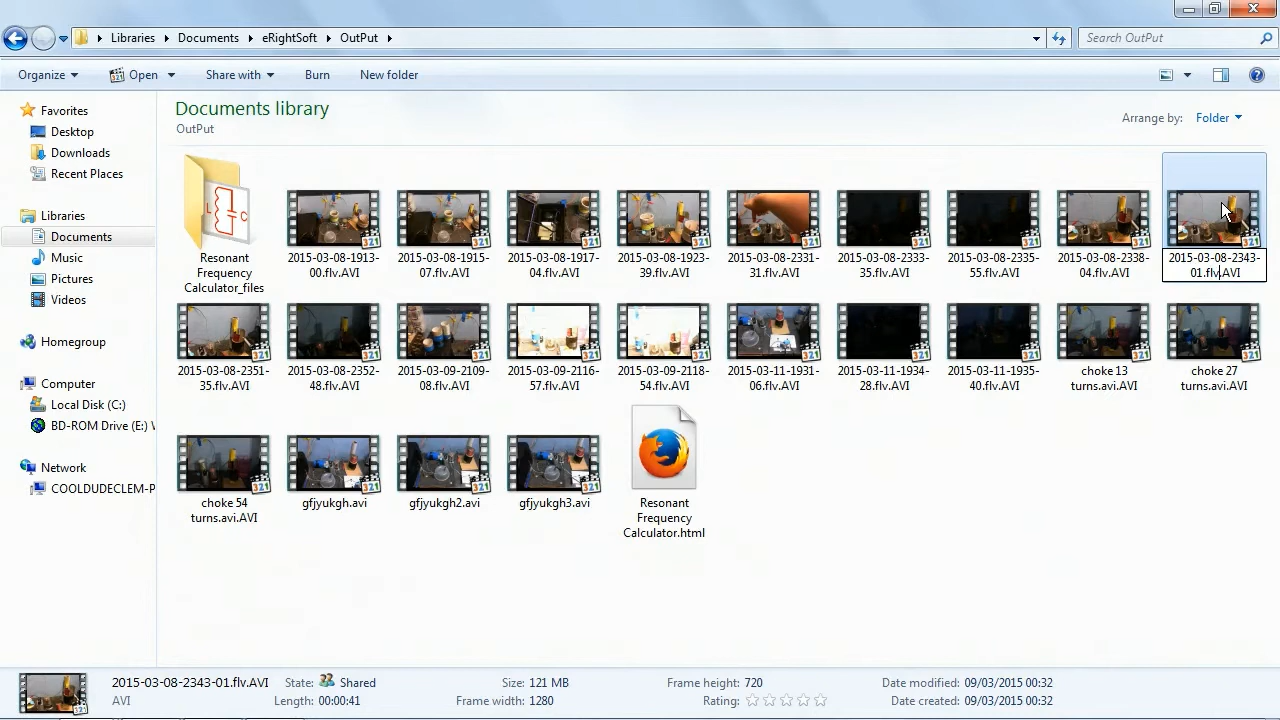 Libraries Documents eRightSoft OutPut
Search OutPut
Organize Open Share with Burn New folder
Favorites
Desktop
Downloads
Recent Places
Libraries
Documents
Music
Pictures
Videos
Homegroup
Computer
Local Disk (C:)
BD-ROM Drive (E:) \
Network
COOLDUDECLEM-P
Documents library
OutPut
Arrange by: Folder
L C
Resonant
Frequency
Calculator_files
2015-03-08-1913-
00.flv.AVI
2015-03-08-1915-
07.flv.AVI
2015-03-08-1917-
04.flv.AVI
2015-03-08-1923-
39.flv.AVI
2015-03-08-2331-
31.flv.AVI
2015-03-08-2333-
35.flv.AVI
2015-03-08-2335-
55.flv.AVI
2015-03-08-2338-
04.flv.AVI
2015-03-08-2343-
01.flv.AVI
2015-03-08-2351-
35.flv.AVI
2015-03-08-2352-
48.flv.AVI
2015-03-09-2109-
08.flv.AVI
2015-03-09-2116-
57.flv.AVI
2015-03-09-2118-
54.flv.AVI
2015-03-11-1931-
06.flv.AVI
2015-03-11-1934-
28.flv.AVI
2015-03-11-1935-
40.flv.AVI
choke 13
turns.avi.AVI
choke 27
turns.avi.AVI
choke 54
turns.avi.AVI
gfjyukgh.avi
gfjyukgh2.avi
gfjyukgh3.avi
Resonant
Frequency
Calculator.html
2015-03-08-2343-01.flv.AVI State: Shared Size: 121 MB Frame height: 720 Date modified: 09/03/2015 00:32
AVI Length: 00:00:41 Frame width: 1280 Rating: Date created: 09/03/2015 00:32